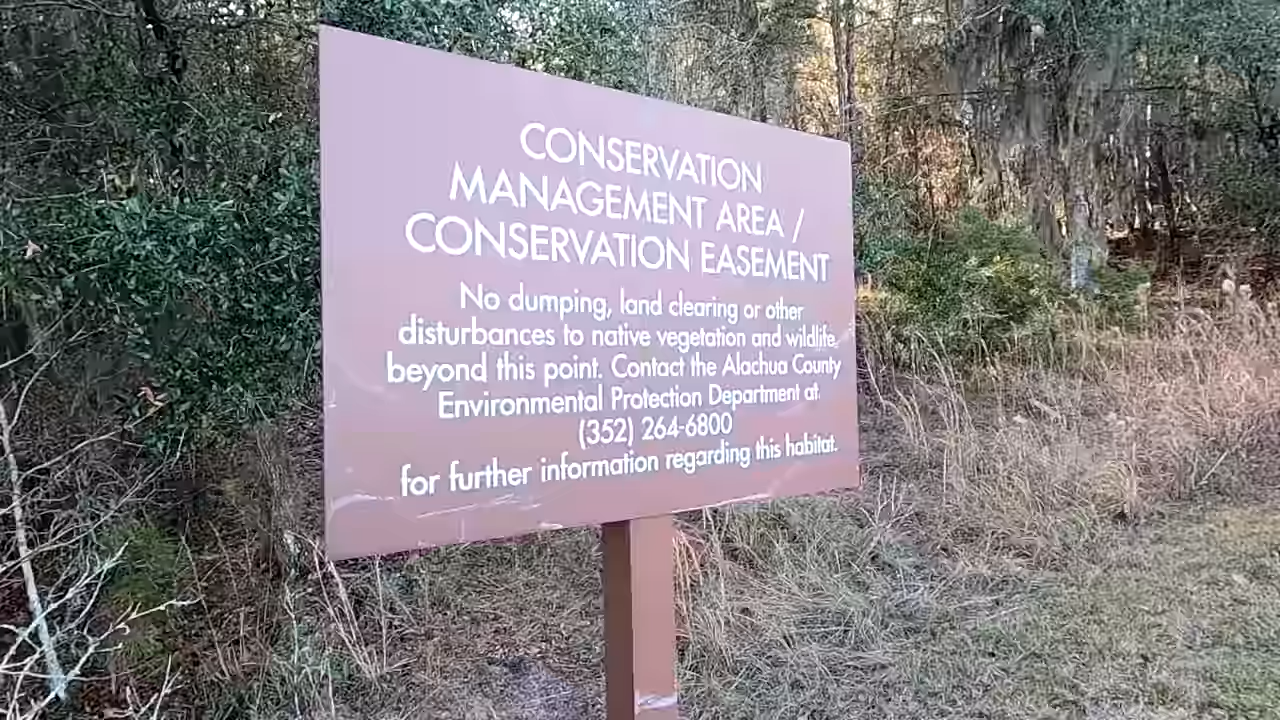 CONSERVATION
MANAGEMENT AREA /
CONSERVATION EASEMENT
No dumping, land clearing or other
disturbances to native vegetation and wildlife
beyond this point. Contact the Alachua County
Environmental Protection Department at
(352) 264-6800
for further information regarding this habitat.